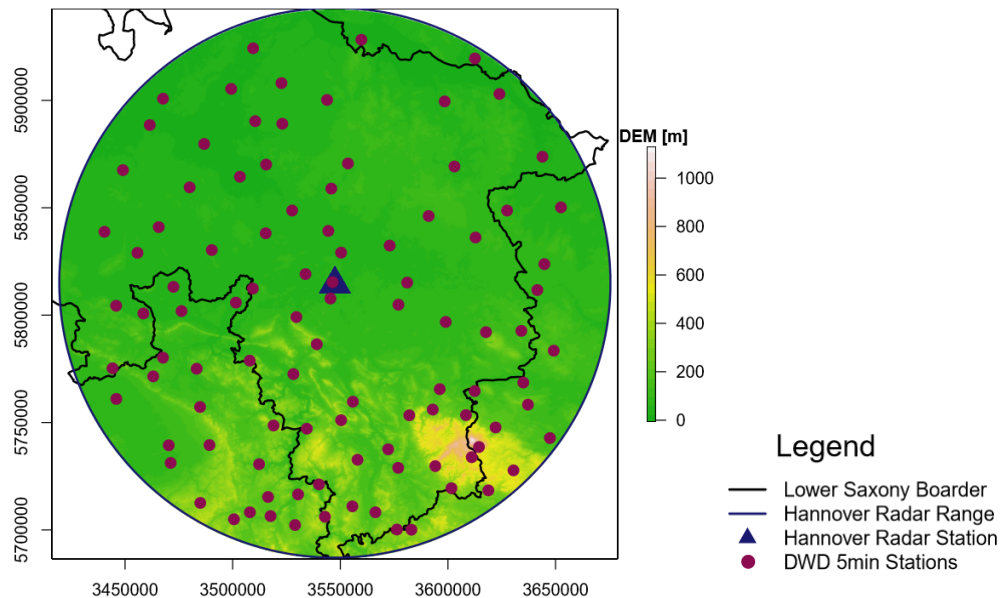 5900000
5850000
5800000
5750000
5700000
3450000 3500000 3550000 3600000 3650000
DEM [m]
1000
800
600
400
200
0
Legend
Lower Saxony Boarder
Hannover Radar Range
Hannover Radar Station
DWD 5min Stations